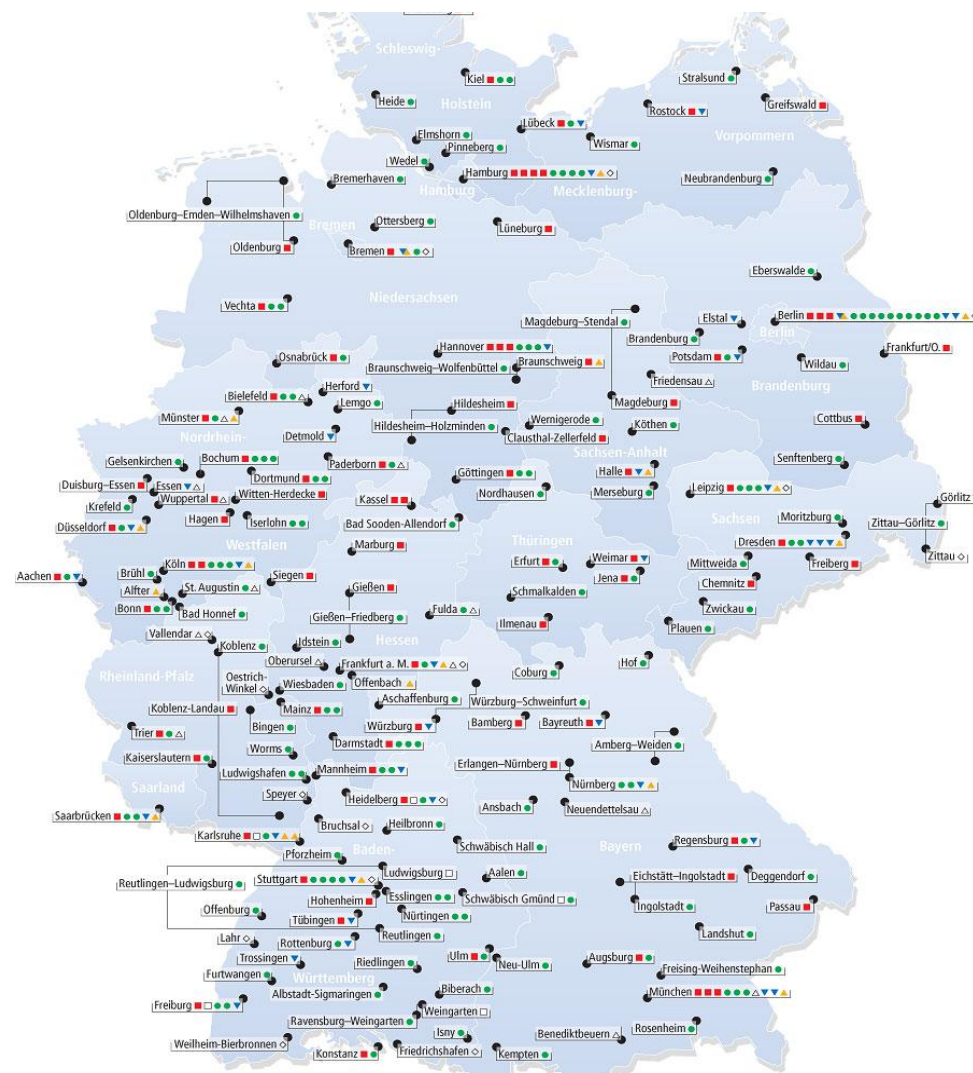 Schleswig-
Kiel
Stralsund
Heide
Holstein
Rostock
Greifswald
Lübeck
Vorpommern
Elmshorn
Wismar
Pinneberg
Wedel
Hamburg
Bremerhaven
Hamburg
Mecklenburg-
Neubrandenburg
Oldenburg–Emden–Wilhelmshaven
Bremen
Ottersberg
Lüneburg
Oldenburg
Bremen
Eberswalde
Niedersachsen
Vechta
Magdeburg–Stendal
Elstal
Berlin
Berlin
Brandenburg
Hannover
Osnabrück
Braunschweig
Potsdam
Frankfurt/O.
Braunschweig–Wolfenbüttel
Wildau
Friedensau
Brandenburg
Herford
Bielefeld
Lemgo
Hildesheim
Magdeburg
Münster
Wernigerode
Cottbus
Hildesheim–Holzminden
Köthen
Detmold
Clausthal-Zellerfeld
Nordrhein-
Sachsen-Anhalt
Bochum
Gelsenkirchen
Paderborn
Senftenberg
Dortmund
Göttingen
Halle
Duisburg–Essen
Essen
Nordhausen
Merseburg
Leipzig
Wuppertal
Witten-Herdecke
Kassel
Görlitz
Krefeld
Hagen
Iserlohn
Bad Sooden-Allendorf
Sachsen
Moritzburg
Zittau–Görlitz
Düsseldorf
Westfalen
Thüringen
Dresden
Marburg
Zittau
Köln
Erfurt
Weimar
Mittweida
Freiberg
Aachen
Brühl
Siegen
Jena
Chemnitz
Alfter
St. Augustin
Gießen
Schmalkalden
Bonn
Bad Honnef
Gießen–Friedberg
Fulda
Zwickau
Ilmenau
Plauen
Vallendar
Koblenz
Idstein
Hessen
Oberursel
Frankfurt a. M.
Hof
Rheinland-Pfalz
Oestrich-
Winkel
Wiesbaden
Offenbach
Coburg
Aschaffenburg
Würzburg–Schweinfurt
Koblenz-Landau
Mainz
Würzburg
Bamberg
Bayreuth
Bingen
Trier
Darmstadt
Amberg–Weiden
Worms
Kaiserslautern
Erlangen–Nürnberg
Ludwigshafen
Mannheim
Nürnberg
Saarland
Speyer
Heidelberg
Ansbach
Neuendettelsau
Saarbrücken
Bruchsal
Heilbronn
Karlsruhe
Baden-
Schwäbisch Hall
Bayern
Regensburg
Pforzheim
Ludwigsburg
Aalen
Eichstätt–Ingolstadt
Deggendorf
Reutlingen–Ludwigsburg
Stuttgart
Esslingen
Schwäbisch Gmünd
Hohenheim
Ingolstadt
Passau
Offenburg
Nürtingen
Tübingen
Reutlingen
Landshut
Lahr
Rottenburg
Ulm
Trossingen
Riedlingen
Neu-Ulm
Augsburg
Freising-Weihenstephan
Furtwangen
Württemberg
Albstadt-Sigmaringen
Biberach
München
Freiburg
Weingarten
Ravensburg–Weingarten
Isny
Benediktbeuern
Rosenheim
Weilheim-Bierbronnen
Konstanz
Friedrichshafen
Kempten